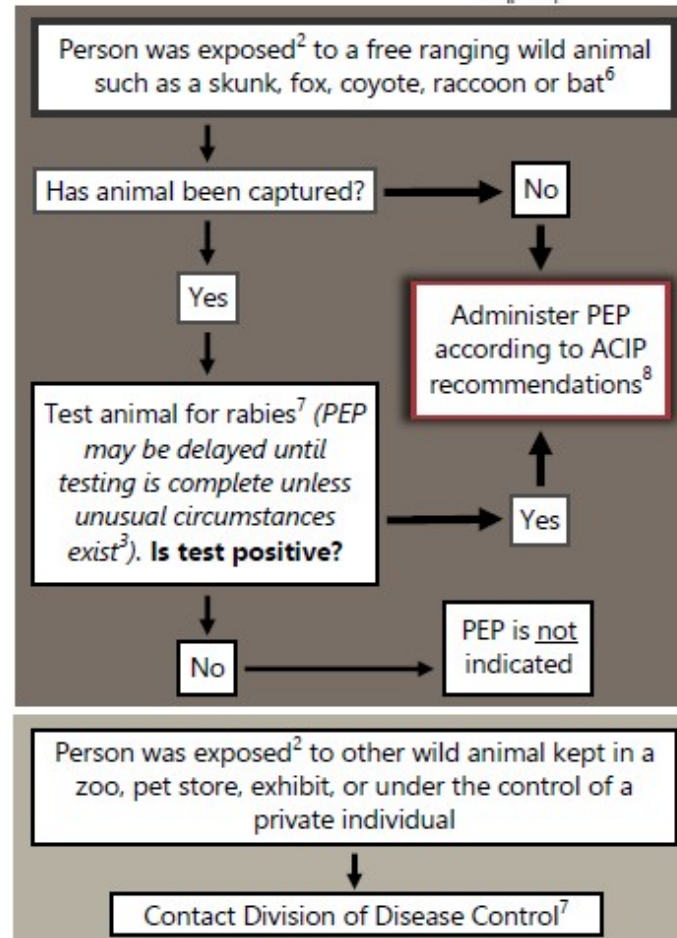 Person was exposed² to a free ranging wild animal
such as a skunk, fox, coyote, raccoon or bat⁶
Has animal been captured?
No
Yes
Administer PEP
according to ACIP
recommendations⁸
Test animal for rabies⁷ (PEP
may be delayed until
testing is complete unless
unusual circumstances
exist³). Is test positive?
Yes
No
PEP is not
indicated
Person was exposed² to other wild animal kept in a
zoo, pet store, exhibit, or under the control of a
private individual
Contact Division of Disease Control⁷